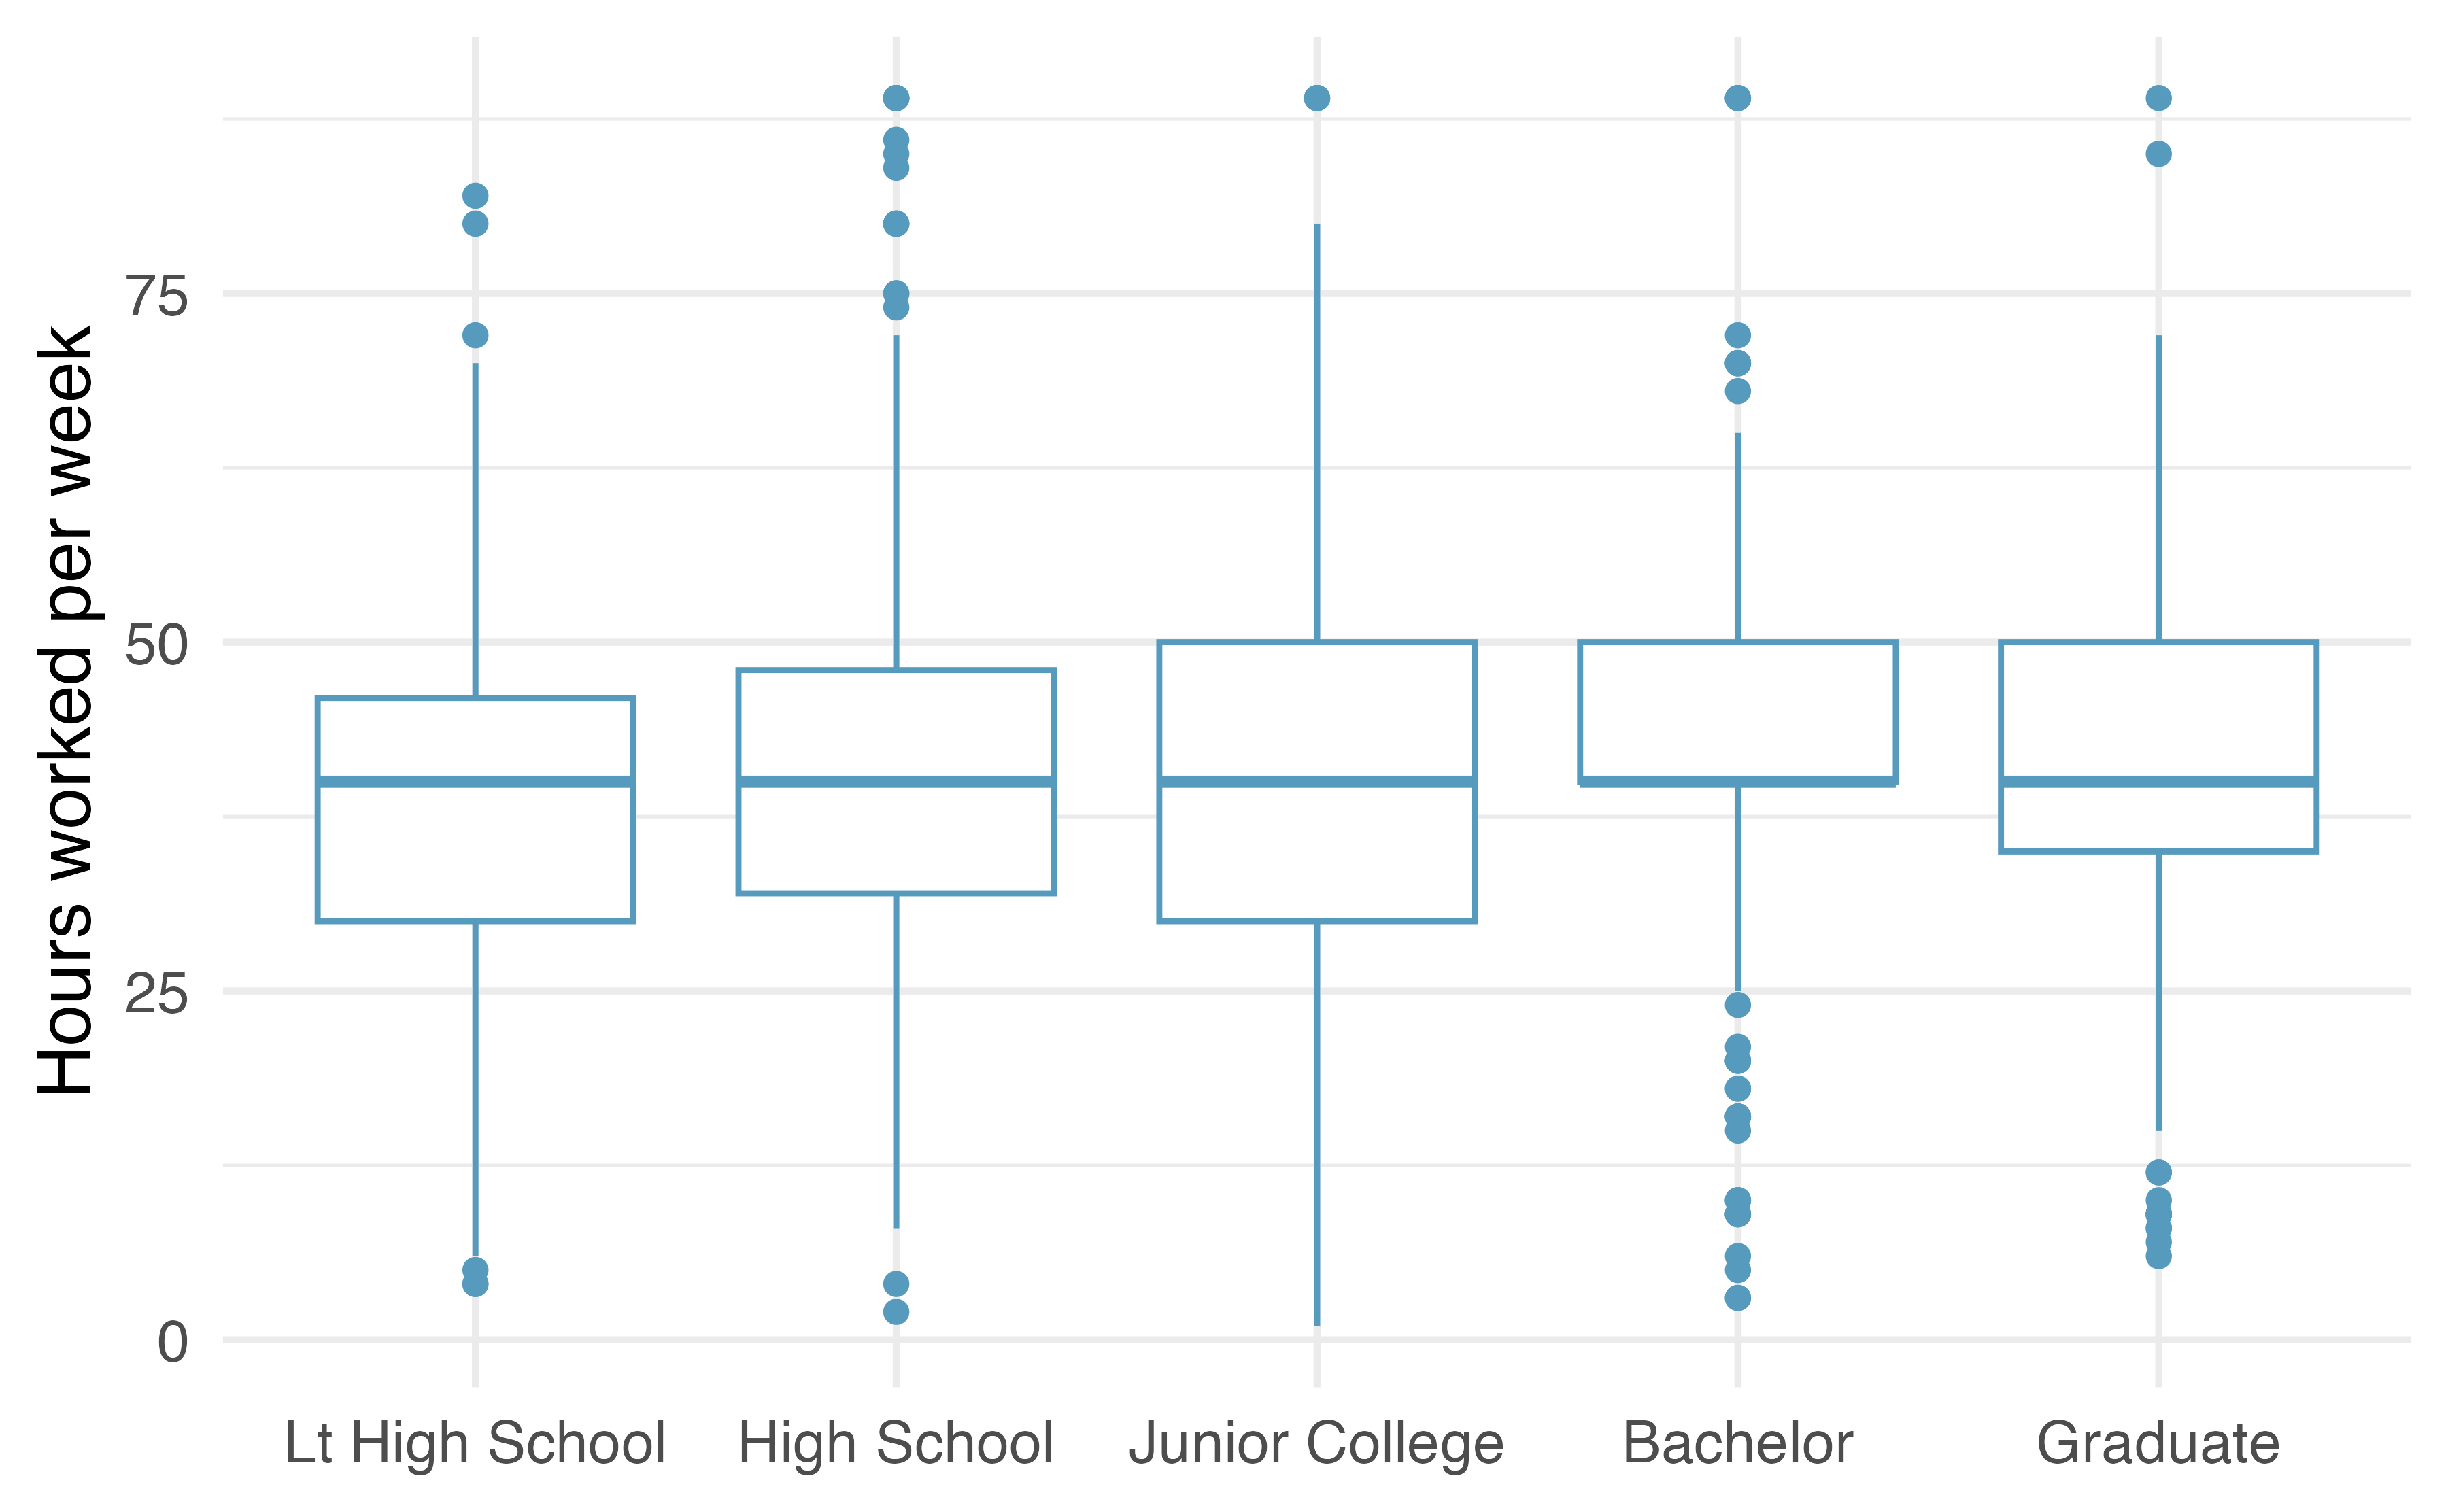 Hours worked per week
75
50
25
0
Lt High School
High School
Junior College
Bachelor
Graduate